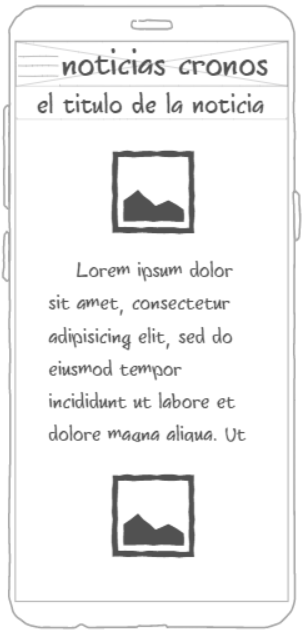 noticias cronos
el titulo de la noticia
Lorem ipsum dolor
sit amet, consectetur
adipisicing elit, sed do
eiusmod tempor
incididunt ut labore et
dolore magna aliqua. Ut